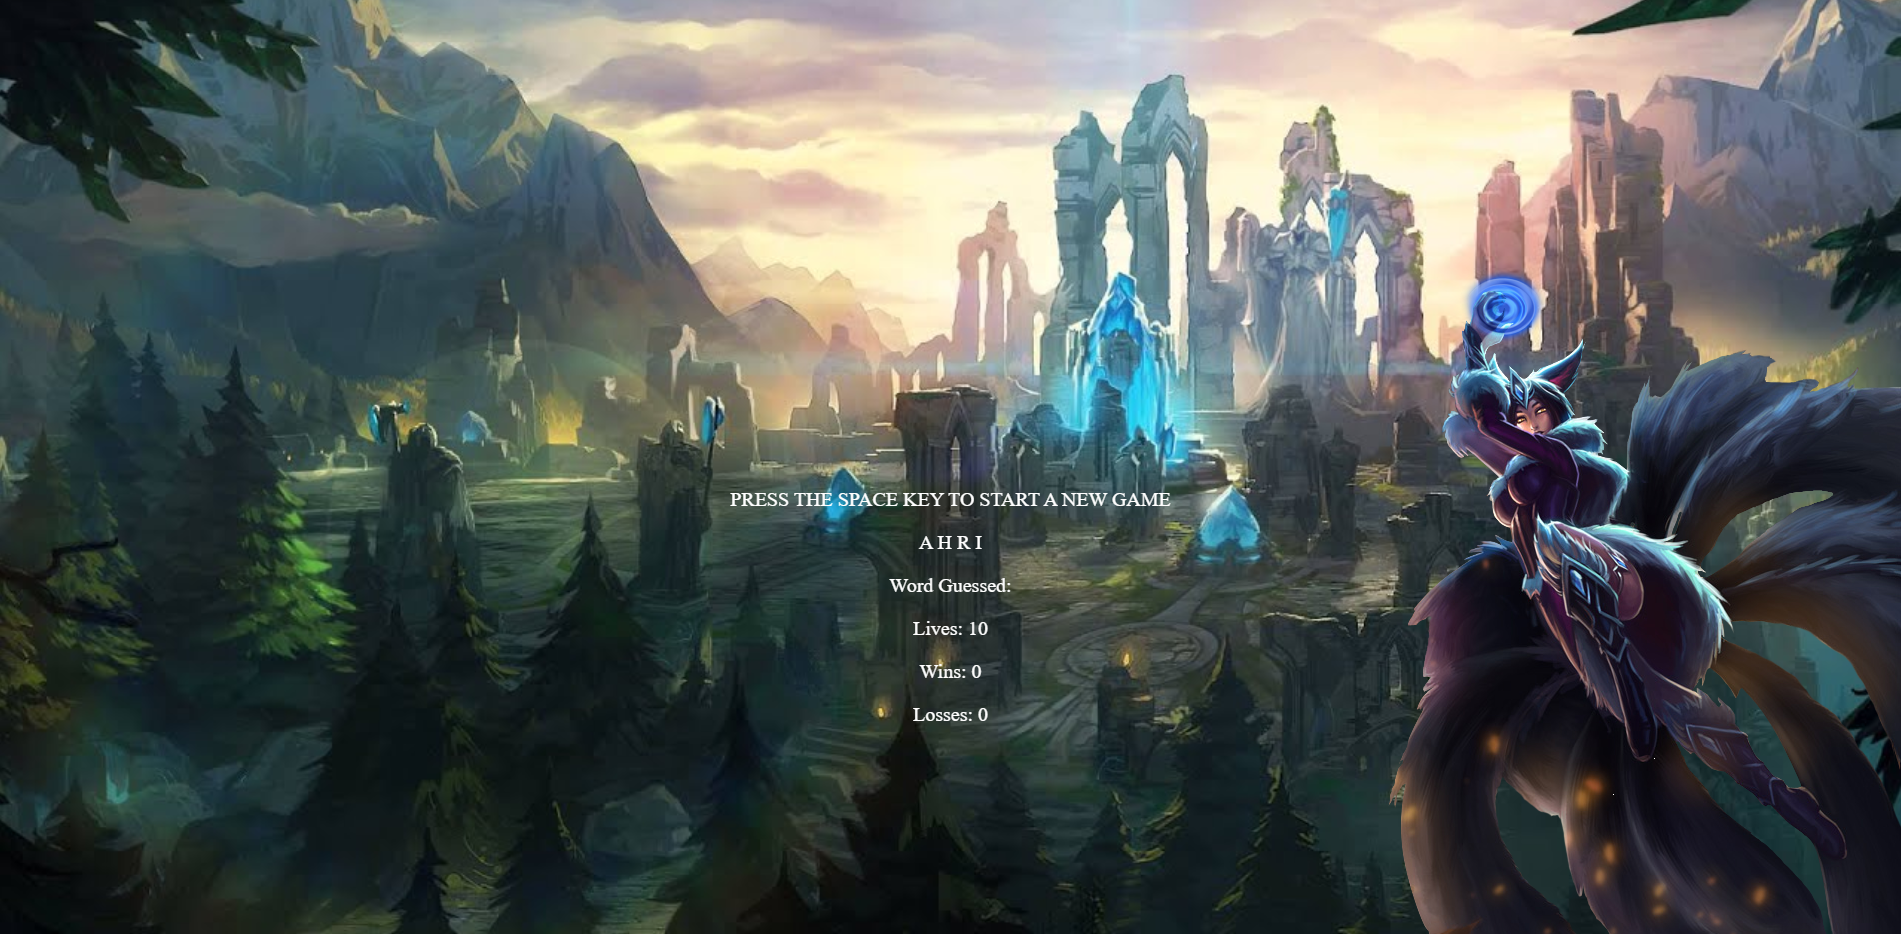 PRESS THE SPACE KEY TO START A NEW GAME
A H R I
Word Guessed:
Lives: 10
Wins: 0
Losses: 0